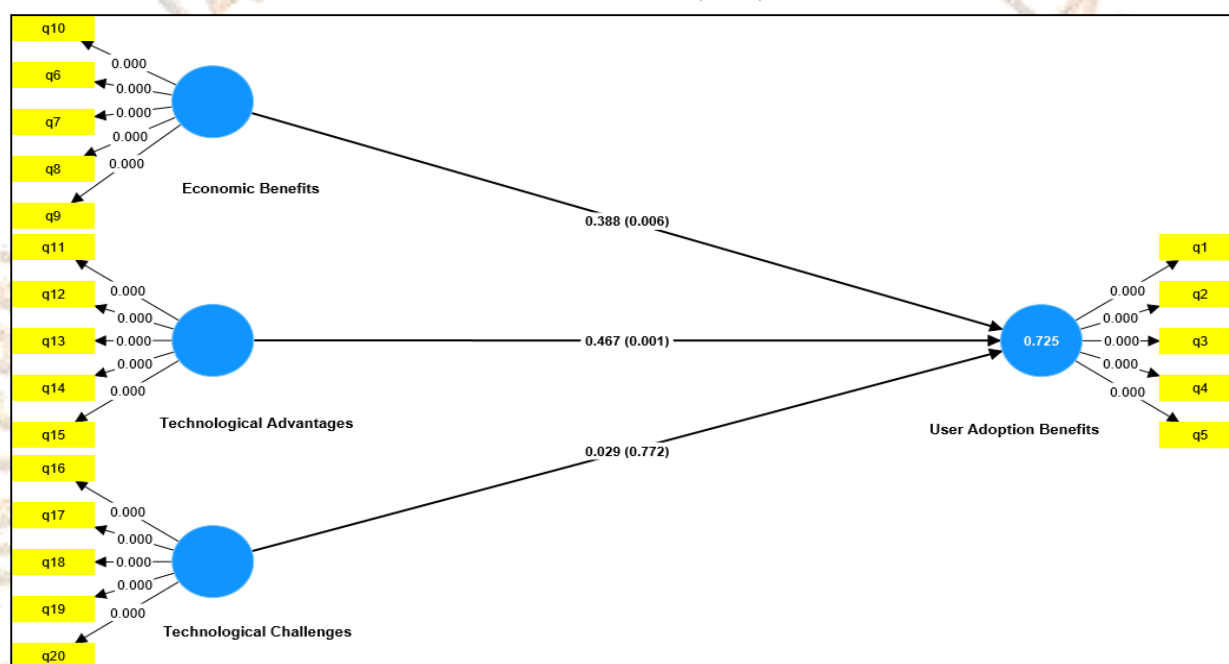 q10
0.000
q6
0.000
0.000
q7
0.000
q8
0.000
Economic Benefits
q9
0.388 (0.006)
q11
0.000
q12
0.000
q13
0.000
q14
0.000
q15
0.000
Technological Advantages
0.467 (0.001)
q16
0.000
q17
0.000
q18
0.000
q19
0.000
q20
0.000
Technological Challenges
0.029 (0.772)
0.725
User Adoption Benefits
q1
0.000
q2
0.000
q3
0.000
q4
0.000
q5
0.000